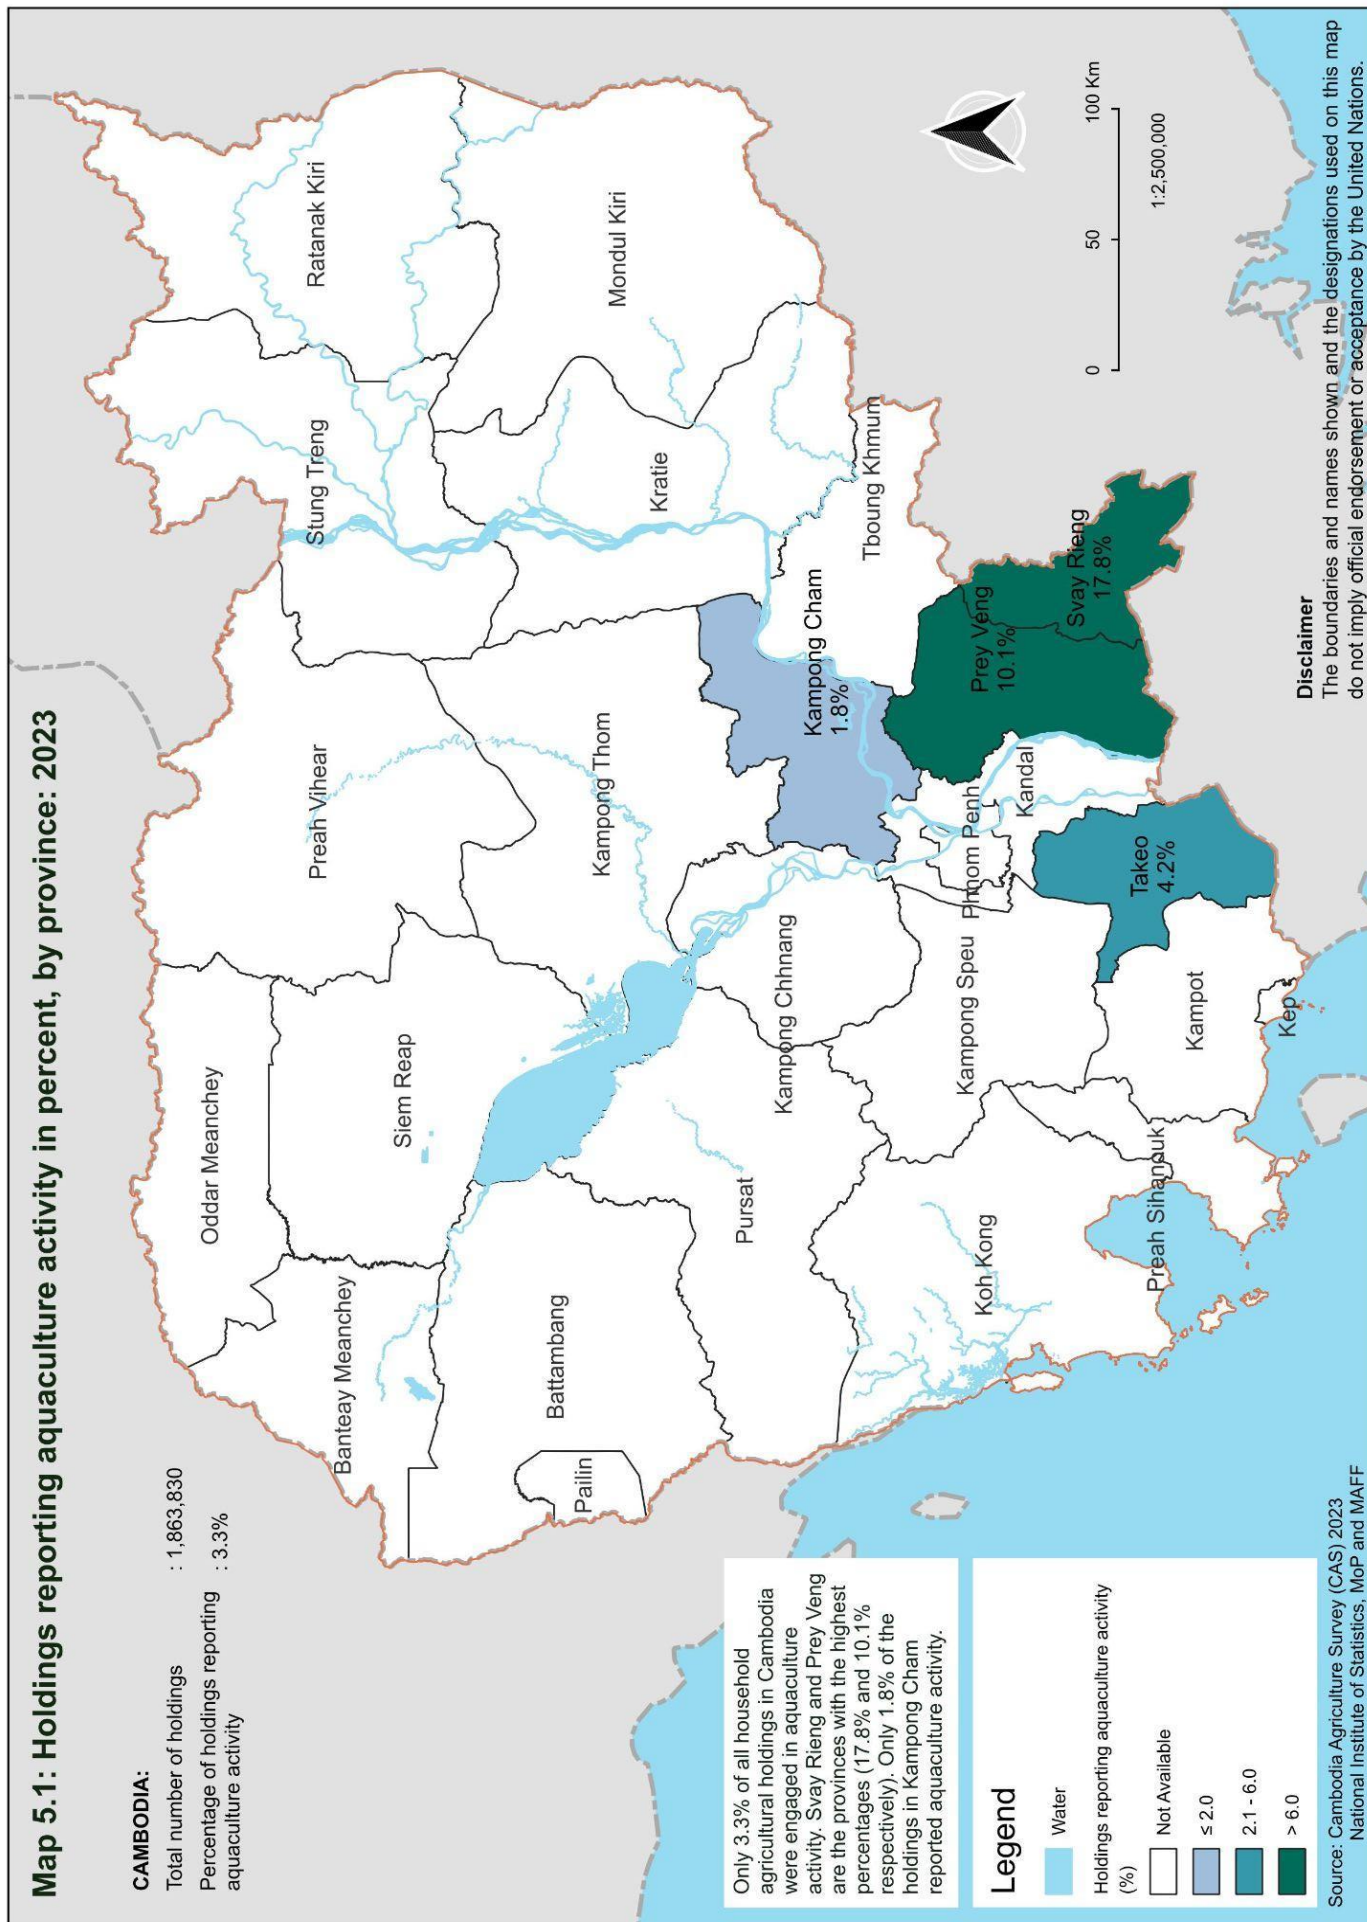 Map 5.1: Holdings reporting aquaculture activity in percent, by province: 2023
CAMBODIA:
Total number of holdings : 1,863,830
Percentage of holdings reporting : 3.3%
aquaculture activity
Oddar Meanchey
Banteay Meanchey
Siem Reap
Preah Vihear
Stung Treng
Ratanak Kiri
Battambang
Pailin
Kampong Thom
Kratie
Mondul Kiri
Pursat
Kampong Chhnang
Kampong Cham
1.8%
Tboung Khmum
Koh Kong
Kampong Speu
Phnom Penh
Kandal
Prey Veng
10.1%
Svay Rieng
17.8%
Preah Sihanouk
Kampot
Kep
Takeo
4.2%
Only 3.3% of all household
agricultural holdings in Cambodia
were engaged in aquaculture
activity. Svay Rieng and Prey Veng
are the provinces with the highest
percentages (17.8% and 10.1%
respectively). Only 1.8% of the
holdings in Kampong Cham
reported aquaculture activity.
Legend
Water
Holdings reporting aquaculture activity
(%)
Not Available
≤ 2.0
2.1 - 6.0
> 6.0
0 50 100 Km
1:2,500,000
Disclaimer
The boundaries and names shown and the designations used on this map
do not imply official endorsement or acceptance by the United Nations.
Source: Cambodia Agriculture Survey (CAS) 2023
National Institute of Statistics, MoP and MAFF